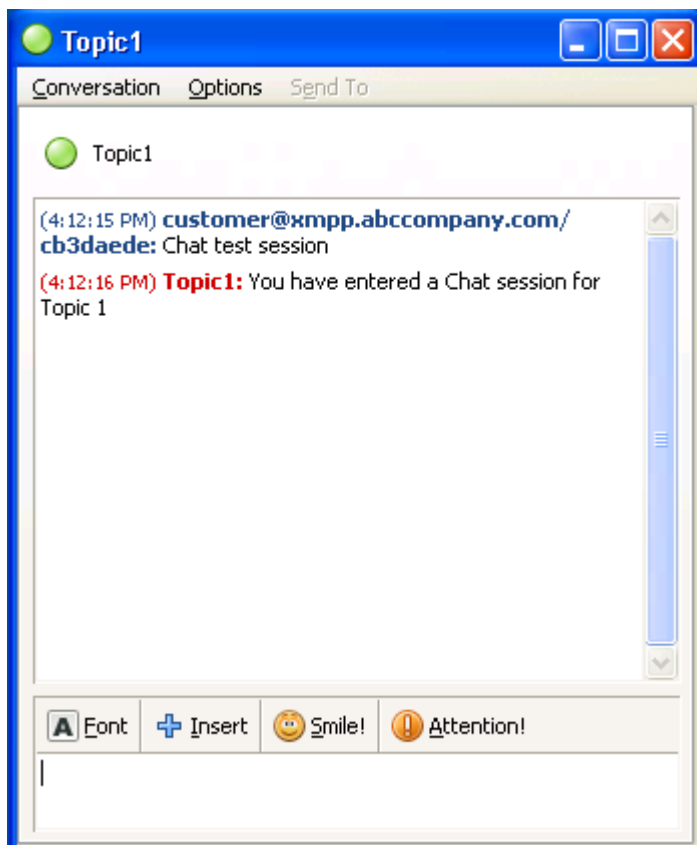 Topic1
Conversation Options Send To
Topic1
(4:12:15 PM) customer@xmpp.abccompany.com/
cb3daede: Chat test session
(4:12:16 PM) Topic1: You have entered a Chat session for
Topic 1
A Font Insert Smile! Attention!